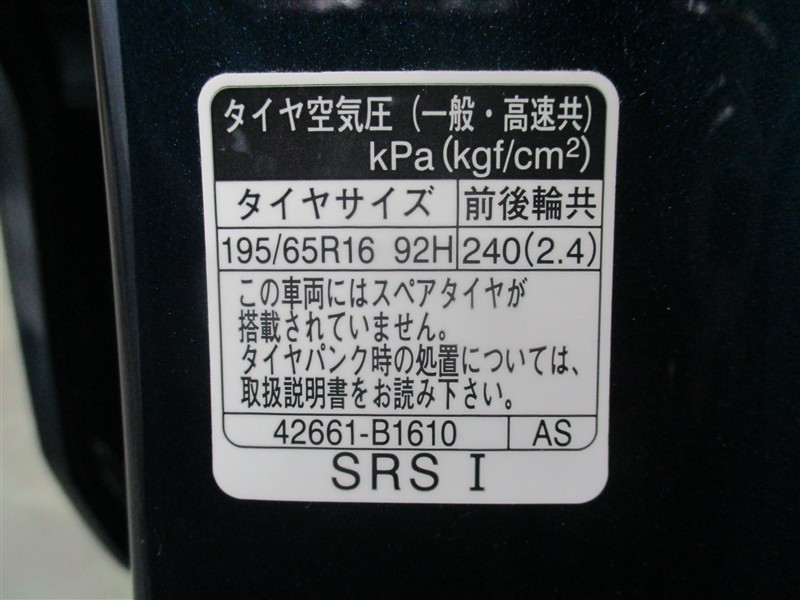 タイヤ空気圧（一般・高速共）
kPa(kgf/cm²)
タイヤサイズ 前後輪共
195/65R16 92H 240(2.4)
この車両にはスペアタイヤが
搭載されていません。
タイヤパンク時の処置については、
取扱説明書をお読み下さい。
42661-B1610 AS
SRS I